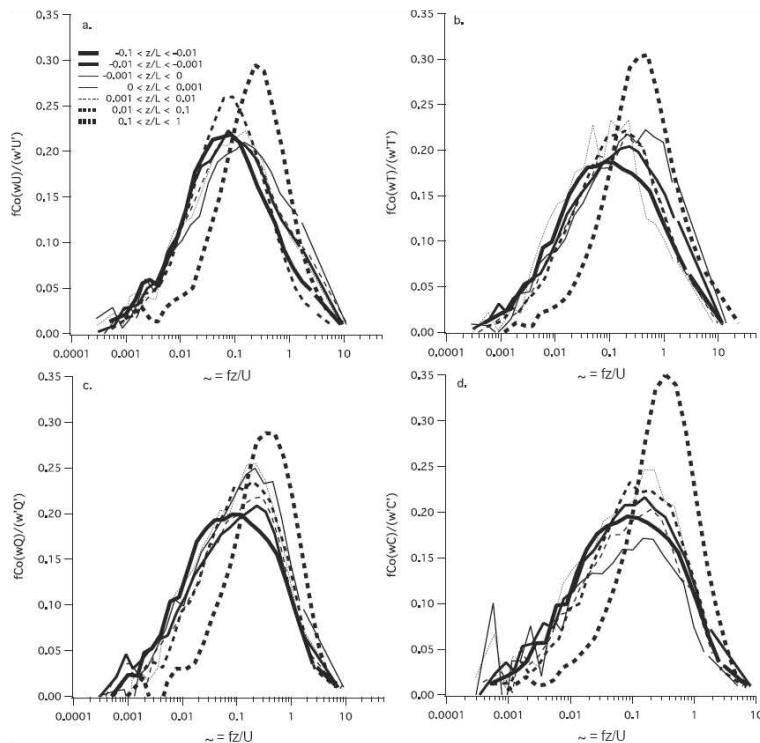 a.
0.35
0.30
0.25
0.20
0.15
0.10
0.05
0.00
fCo(wU)/(w'U')
-0.1 < z/L < -0.01
-0.01 < z/L < -0.001
-0.001 < z/L < 0
0 < z/L < 0.001
0.001 < z/L < 0.01
0.01 < z/L < 0.1
0.1 < z/L < 1
0.0001 0.001 0.01 0.1 1 10
~ = fz/U
b.
0.35
0.30
0.25
0.20
0.15
0.10
0.05
0.00
fCo(wT)/(w'T')
0.0001 0.001 0.01 0.1 1 10
~ = fz/U
c.
0.35
0.30
0.25
0.20
0.15
0.10
0.05
0.00
fCo(wQ)/(w'Q')
0.0001 0.001 0.01 0.1 1 10
~ = fz/U
d.
0.35
0.30
0.25
0.20
0.15
0.10
0.05
0.00
fCo(wC)/(w'C')
0.0001 0.001 0.01 0.1 1 10
~ = fz/U